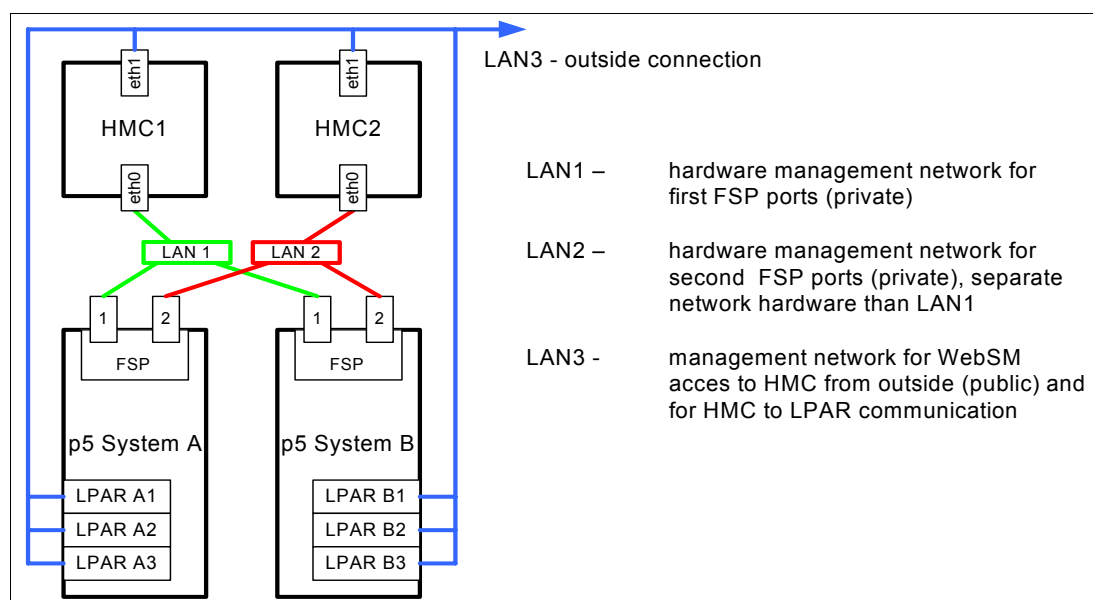 eth1
eth1
LAN3 - outside connection
HMC1
HMC2
eth0
eth0
LAN1 –
hardware management network for
first FSP ports (private)
LAN 1
LAN 2
LAN2 –
hardware management network for
second FSP ports (private), separate
network hardware than LAN1
1
2
1
2
FSP
FSP
LAN3 -
management network for WebSM
acces to HMC from outside (public) and
for HMC to LPAR communication
p5 System A
p5 System B
LPAR A1
LPAR B1
LPAR A2
LPAR B2
LPAR A3
LPAR B3